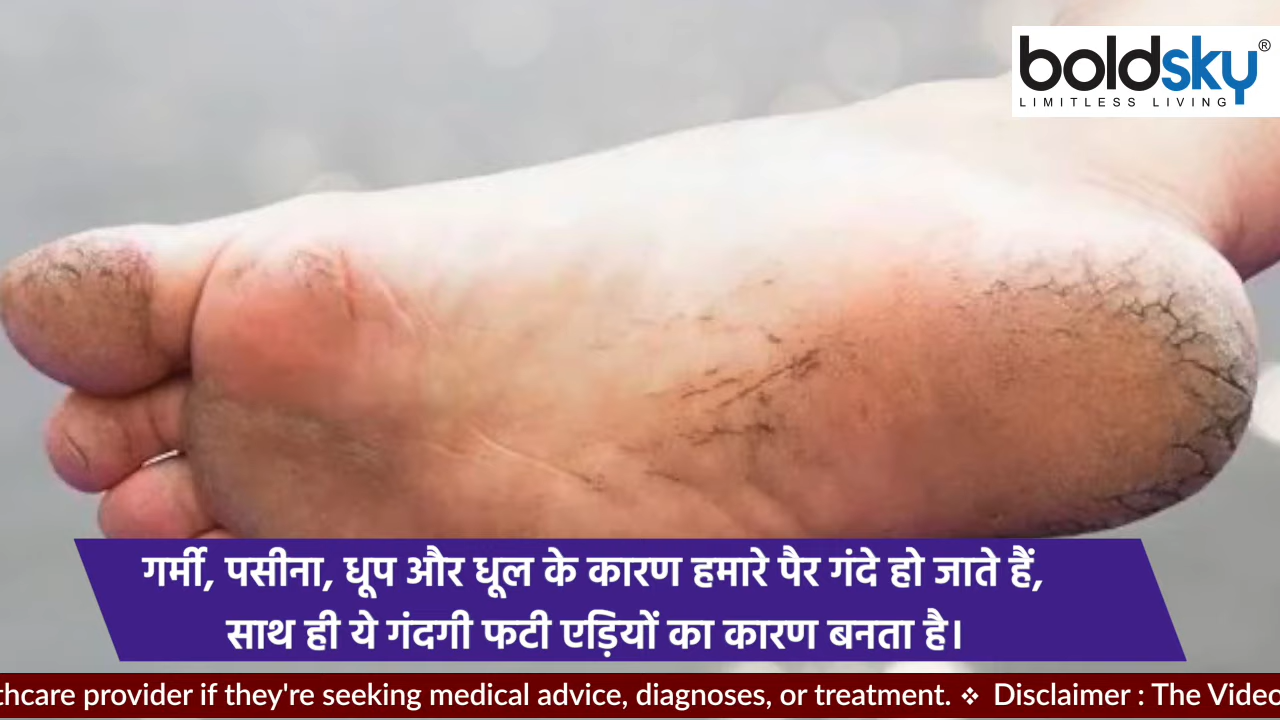 boldsky®
LIMITLESS LIVING
गर्मी, पसीना, धूप और धूल के कारण हमारे पैर गंदे हो जाते हैं,
साथ ही ये गंदगी फटी एड़ियों का कारण बनता है।
thcare provider if they're seeking medical advice, diagnoses, or treatment. ❖ Disclaimer : The Video